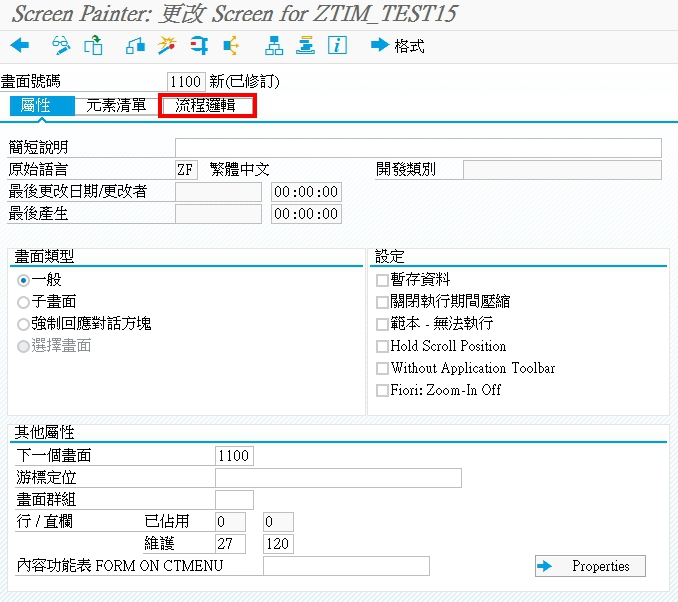 Screen Painter: 更改 Screen for ZTIM_TEST15
格式
畫面號碼 1100 新(已修訂)
屬性 元素清單 流程邏輯
簡短說明
原始語言 ZF 繁體中文 開發類別
最後更改日期/更改者 00:00:00
最後產生 00:00:00
畫面類型 設定
一般 暫存資料
子畫面 關閉執行期間壓縮
強制回應對話方塊 範本 - 無法執行
選擇畫面 Hold Scroll Position
Without Application Toolbar
Fiori: Zoom-In Off
其他屬性
下一個畫面 1100
游標定位
畫面群組
行 / 直欄 已佔用 0 0
維護 27 120
內容功能表 FORM ON CTMENU Properties